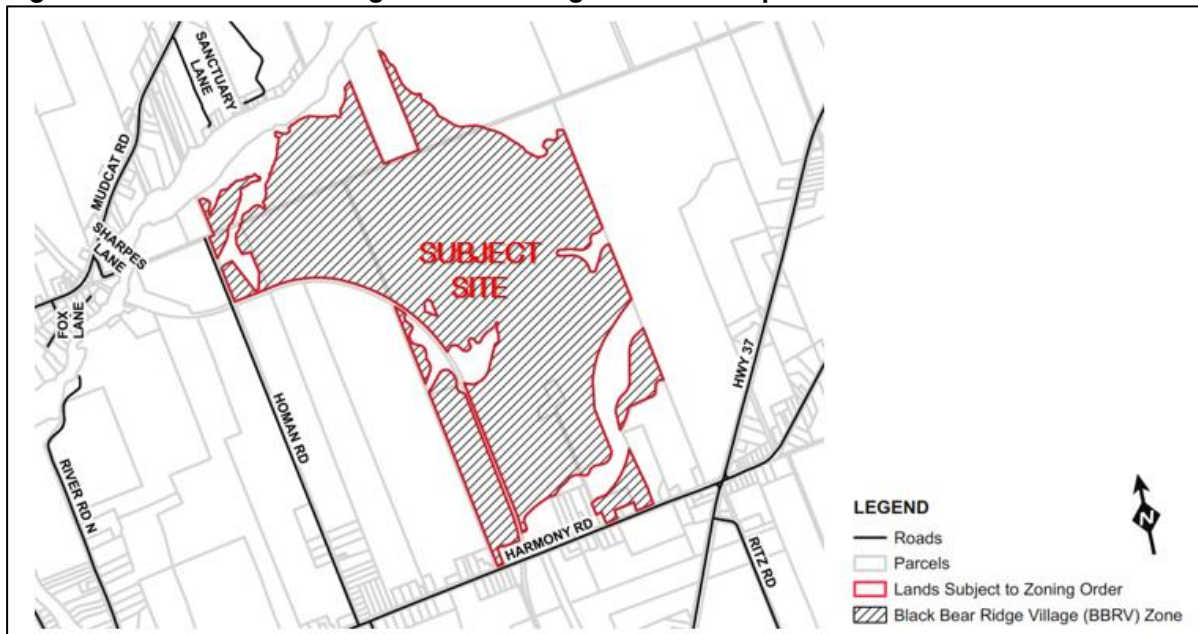 SANCTUARY
LANE
MUDCAT RD
SHARPES
LANE
FOX
LANE
SUBJECT
SITE
HWY 37
HOMAN RD
RIVER RD N
HARMONY RD
RITZ RD
LEGEND
Roads
Parcels
Lands Subject to Zoning Order
Black Bear Ridge Village (BBRV) Zone
N